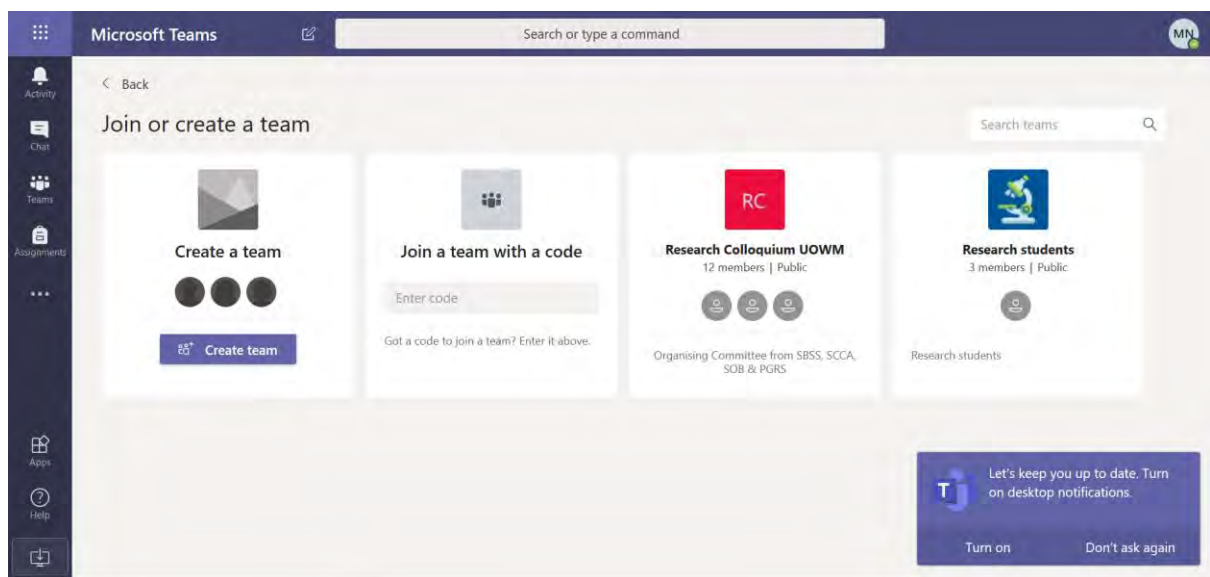 Microsoft Teams
Search or type a command
MN
Activity
Chat
Teams
Assignments
Apps
Help
< Back
Join or create a team
Search teams
Create a team
Create team
Join a team with a code
Enter code
Got a code to join a team? Enter it above.
RC
Research Colloquium UOWM
12 members | Public
Organising Committee from SBSS, SCCA,
SOB & PGRS
Research students
3 members | Public
Research students
T
Let's keep you up to date. Turn
on desktop notifications.
Turn on
Don't ask again